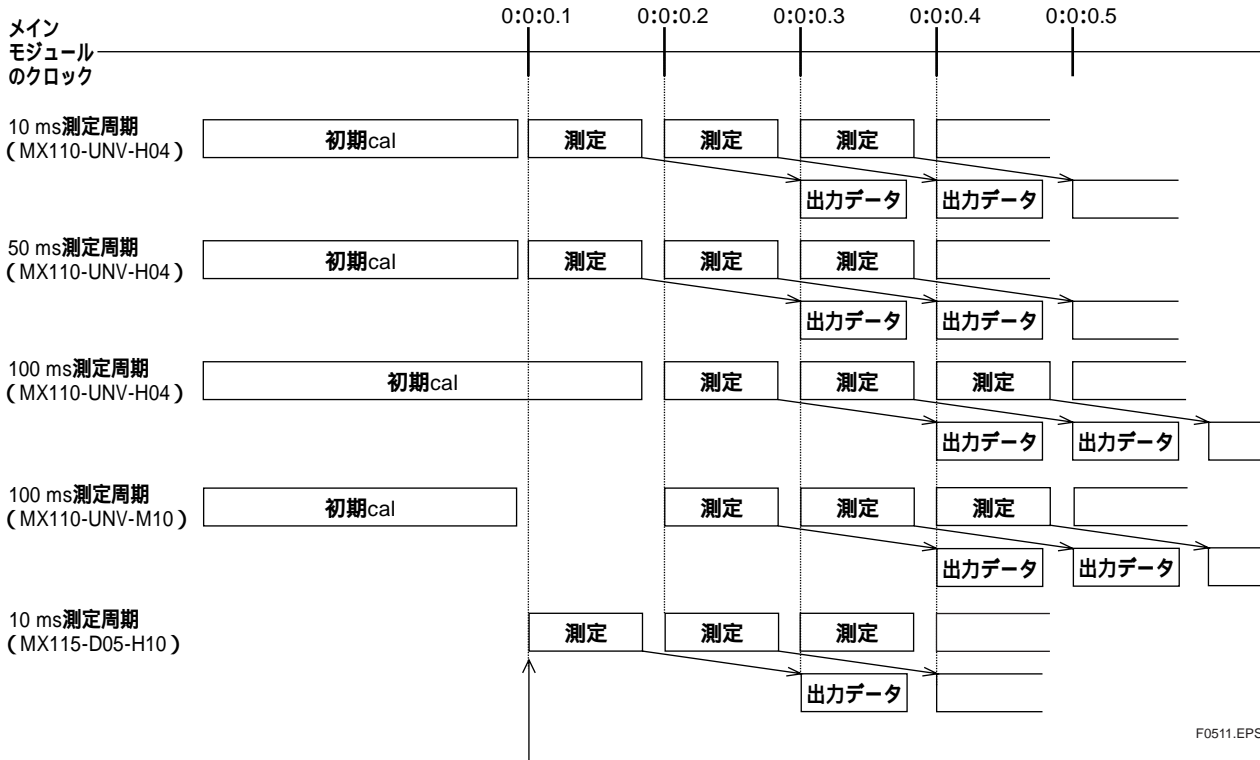 0:0:0.1 0:0:0.2 0:0:0.3 0:0:0.4 0:0:0.5
メイン
モジュール
のクロック
10 ms測定周期
(MX110-UNV-H04)
初期cal 測定 測定 測定
出力データ 出力データ
50 ms測定周期
(MX110-UNV-H04)
初期cal 測定 測定 測定
出力データ 出力データ
100 ms測定周期
(MX110-UNV-H04)
初期cal 測定 測定 測定
出力データ 出力データ
100 ms測定周期
(MX110-UNV-M10)
初期cal 測定 測定 測定
出力データ 出力データ
10 ms測定周期
(MX115-D05-H10)
測定 測定 測定
出力データ
F0511.EPS